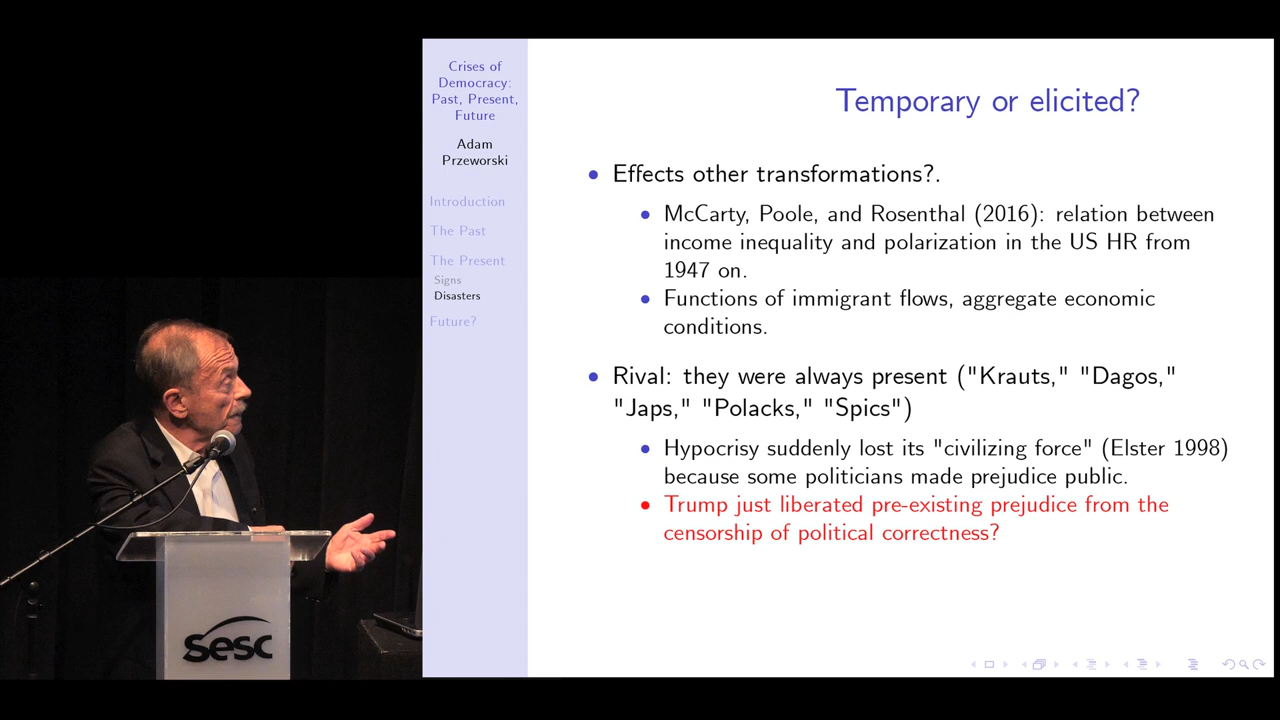 Crises of
Democracy:
Past, Present,
Future
Adam
Przeworski
Introduction
The Past
The Present
Signs
Disasters
Future?
Temporary or elicited?
• Effects other transformations?.
• McCarty, Poole, and Rosenthal (2016): relation between
income inequality and polarization in the US HR from
1947 on.
• Functions of immigrant flows, aggregate economic
conditions.
• Rival: they were always present ("Krauts," "Dagos,"
"Japs," "Polacks," "Spics")
• Hypocrisy suddenly lost its "civilizing force" (Elster 1998)
because some politicians made prejudice public.
• Trump just liberated pre-existing prejudice from the
censorship of political correctness?
sesc